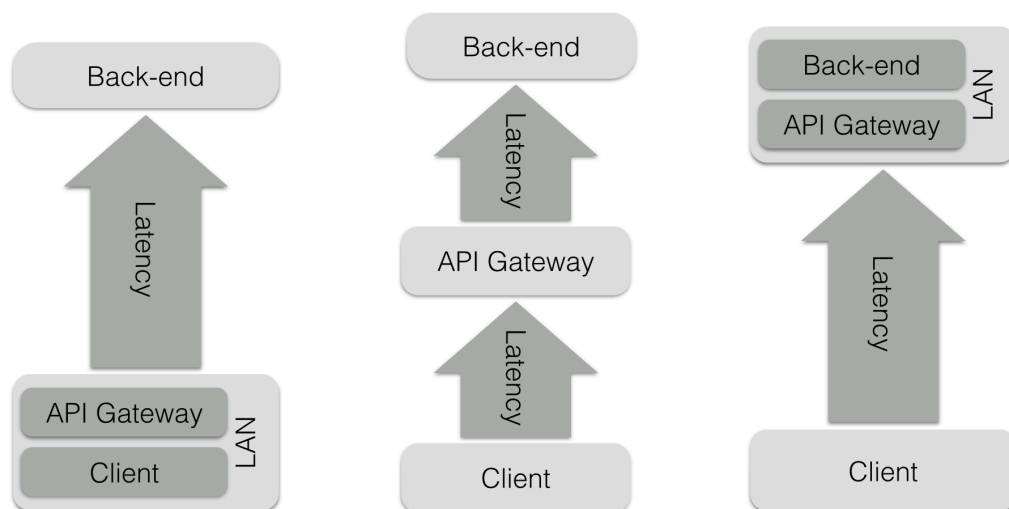 Back-end
Latency
API Gateway
Client
LAN
Back-end
Latency
API Gateway
Latency
Client
Back-end
API Gateway
LAN
Latency
Client